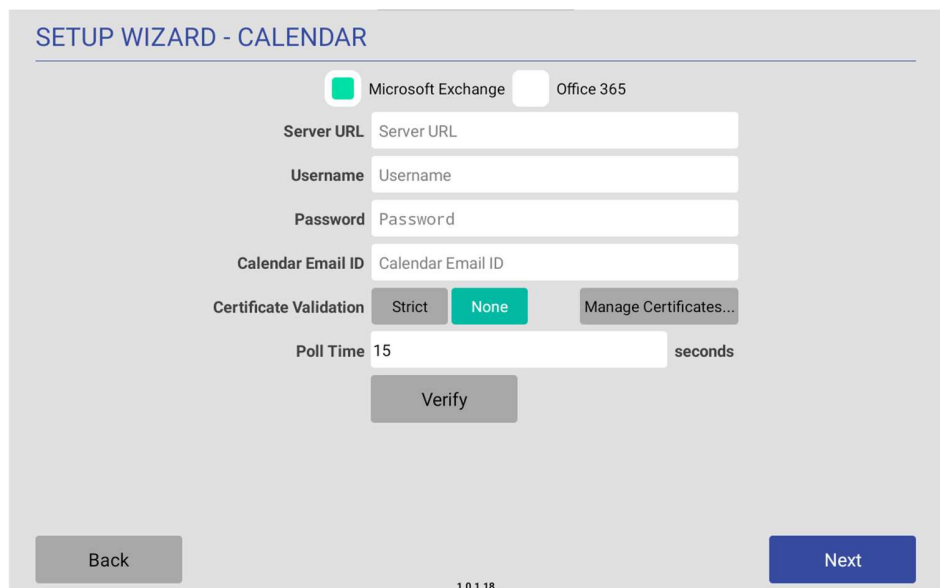 SETUP WIZARD - CALENDAR
Microsoft Exchange Office 365
Server URL Server URL
Username Username
Password Password
Calendar Email ID Calendar Email ID
Certificate Validation Strict None Manage Certificates...
Poll Time 15 seconds
Verify
Back Next
1.0.1.18